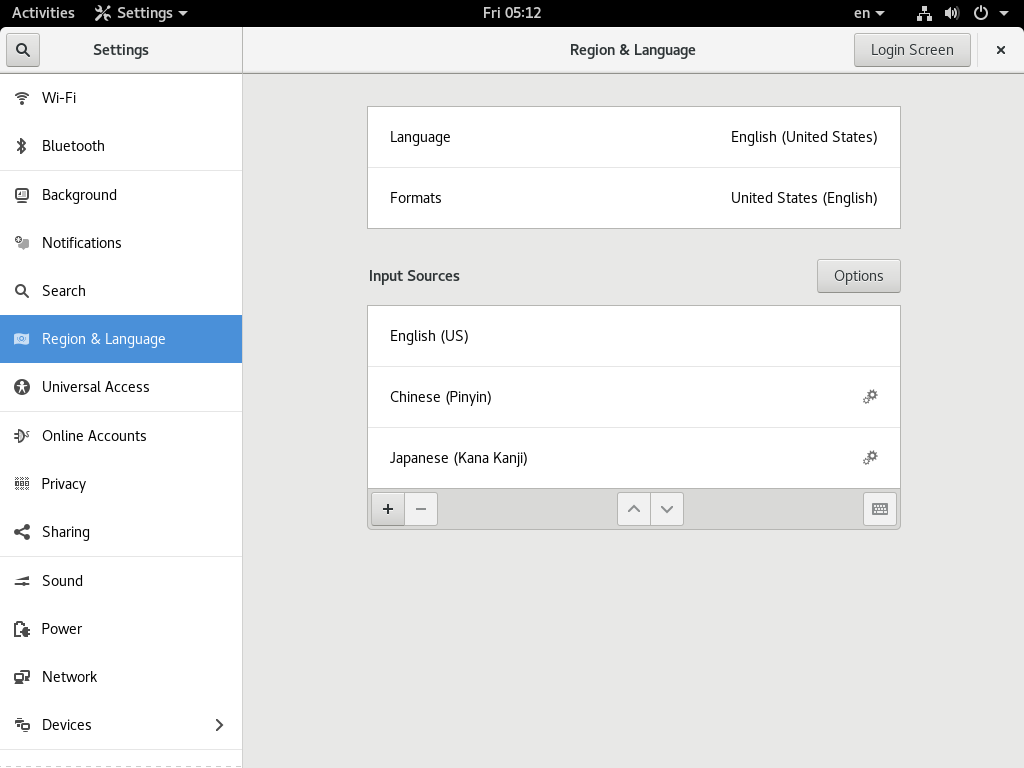 Activities Settings Fri 05:12 en
Settings Region & Language Login Screen
Wi-Fi
Bluetooth
Background
Notifications
Search
Region & Language
Universal Access
Online Accounts
Privacy
Sharing
Sound
Power
Network
Devices
Language English (United States)
Formats United States (English)
Input Sources Options
English (US)
Chinese (Pinyin)
Japanese (Kana Kanji)